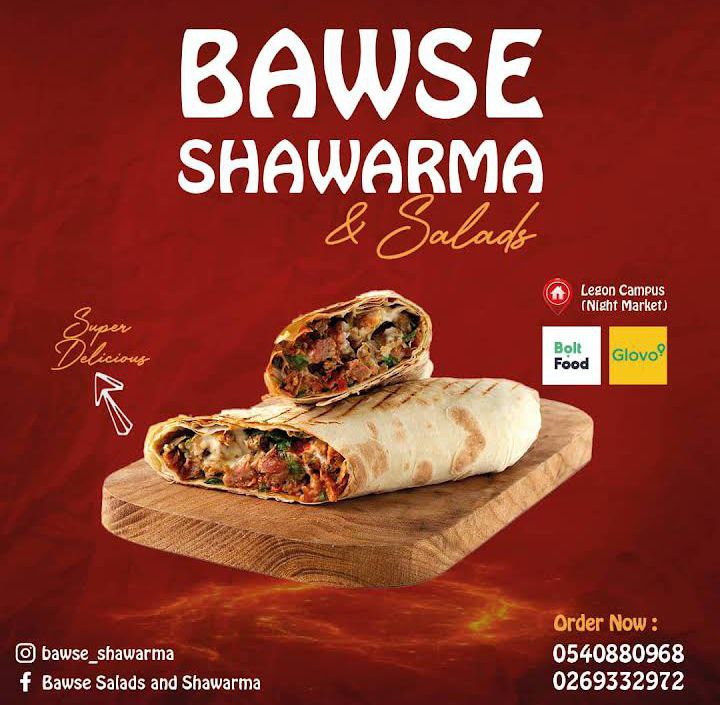 BAWSE
SHAWARMA
& Salads
Legon Campus
(Night Market)
Super
Delicious
Bolt
Food
Glovo
Order Now :
bawse_shawarma
0540880968
Bawse Salads and Shawarma
0269332972